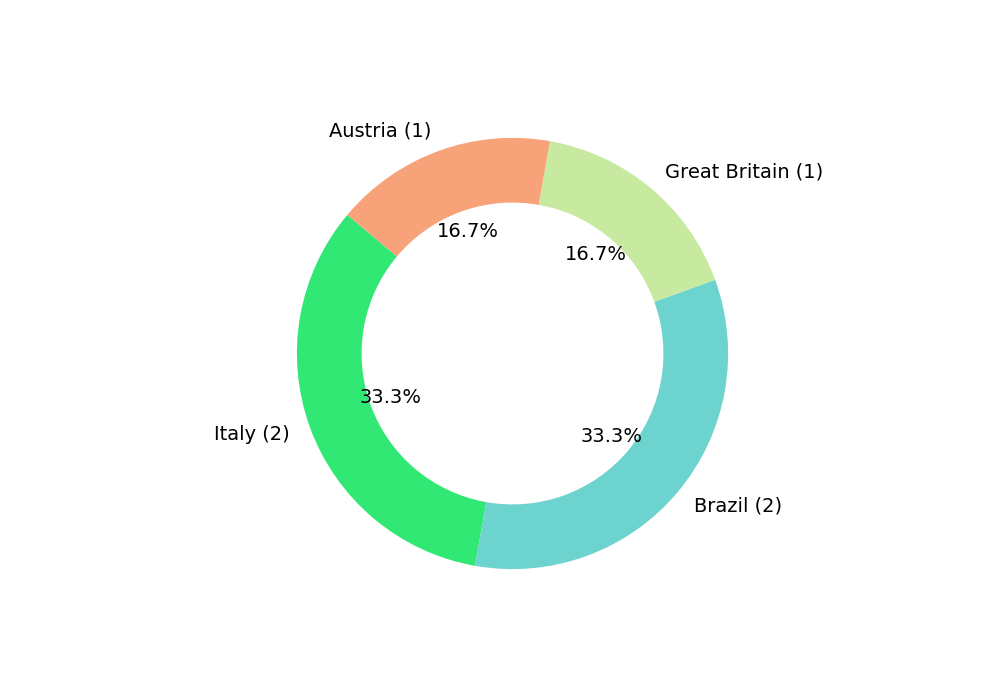 Austria (1)
Great Britain (1)
16.7%
16.7%
33.3%
Italy (2)
33.3%
Brazil (2)